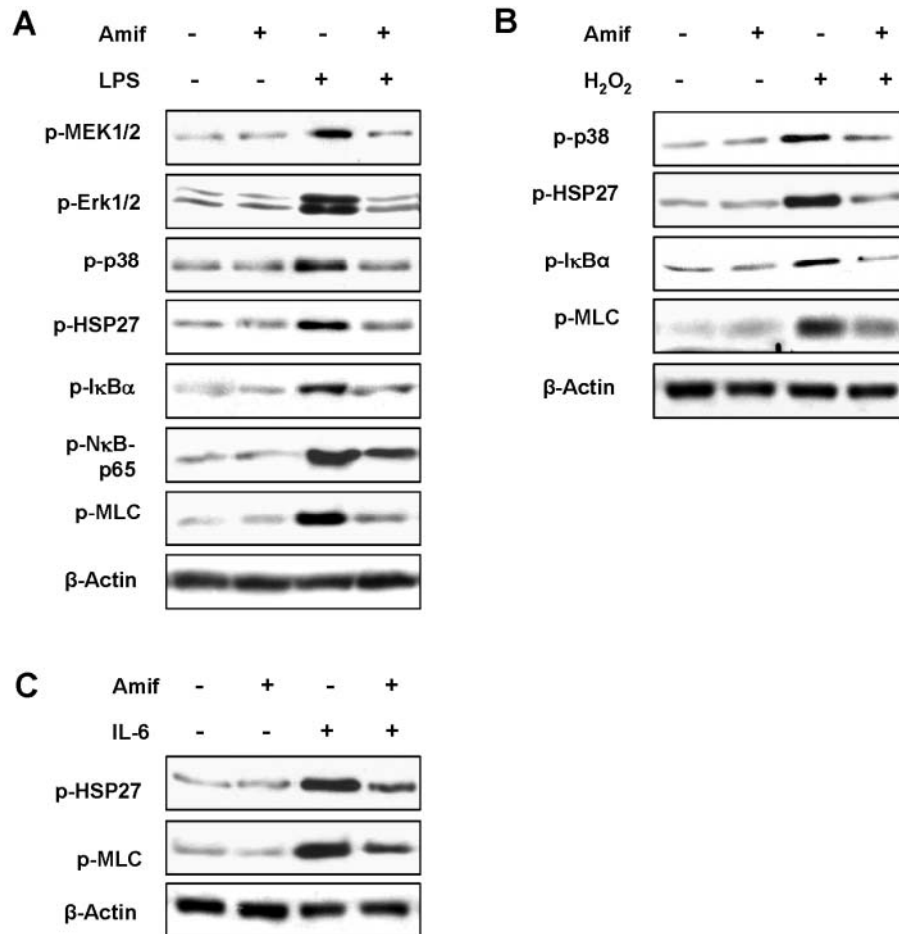 A
Amif - + - +
LPS - - + +
p-MEK1/2
p-Erk1/2
p-p38
p-HSP27
p-IκBα
p-NκB-
p65
p-MLC
β-Actin
B
Amif - + - +
H₂O₂ - - + +
p-p38
p-HSP27
p-IκBα
p-MLC
β-Actin
C
Amif - + - +
IL-6 - - + +
p-HSP27
p-MLC
β-Actin